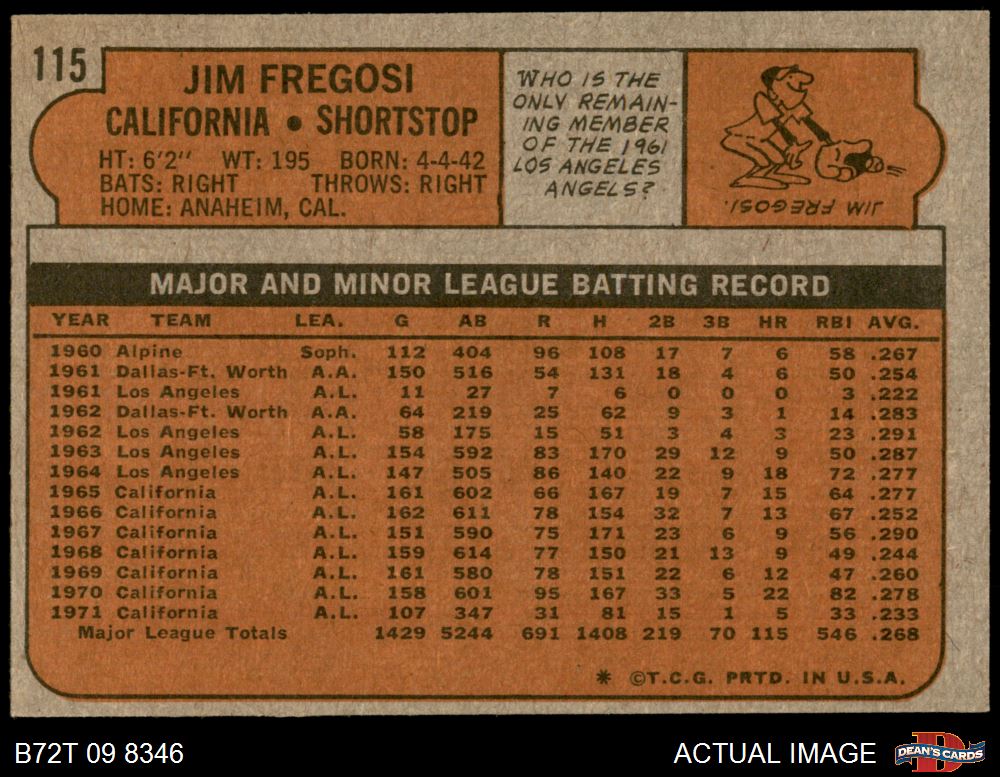 115
JIM FREGOSI
CALIFORNIA • SHORTSTOP
HT: 6'2" WT: 195 BORN: 4-4-42
BATS: RIGHT THROWS: RIGHT
HOME: ANAHEIM, CAL.
WHO IS THE
ONLY REMAIN-
ING MEMBER
OF THE 1961
LOS ANGELES
ANGELS?
JIM FREGOSI.
MAJOR AND MINOR LEAGUE BATTING RECORD
YEAR TEAM LEA. G AB R H 2B 3B HR RBI AVG.
1960 Alpine Soph. 112 404 96 108 17 7 6 58 .267
1961 Dallas-Ft. Worth A.A. 150 516 54 131 18 4 6 50 .254
1961 Los Angeles A.L. 11 27 7 6 0 0 0 3 .222
1962 Dallas-Ft. Worth A.A. 64 219 25 62 9 3 1 14 .283
1962 Los Angeles A.L. 58 175 15 51 3 4 3 23 .291
1963 Los Angeles A.L. 154 592 83 170 29 12 9 50 .287
1964 Los Angeles A.L. 147 505 86 140 22 9 18 72 .277
1965 California A.L. 161 602 66 167 19 7 15 64 .277
1966 California A.L. 162 611 78 154 32 7 13 67 .252
1967 California A.L. 151 590 75 171 23 6 9 56 .290
1968 California A.L. 159 614 77 150 21 13 9 49 .244
1969 California A.L. 161 580 78 151 22 6 12 47 .260
1970 California A.L. 158 601 95 167 33 5 22 82 .278
1971 California A.L. 107 347 31 81 15 1 5 33 .233
Major League Totals 1429 5244 691 1408 219 70 115 546 .268
* ©T.C.G. PRTD. IN U.S.A.
B72T 09 8346
ACTUAL IMAGE
D
DEAN'S CARDS